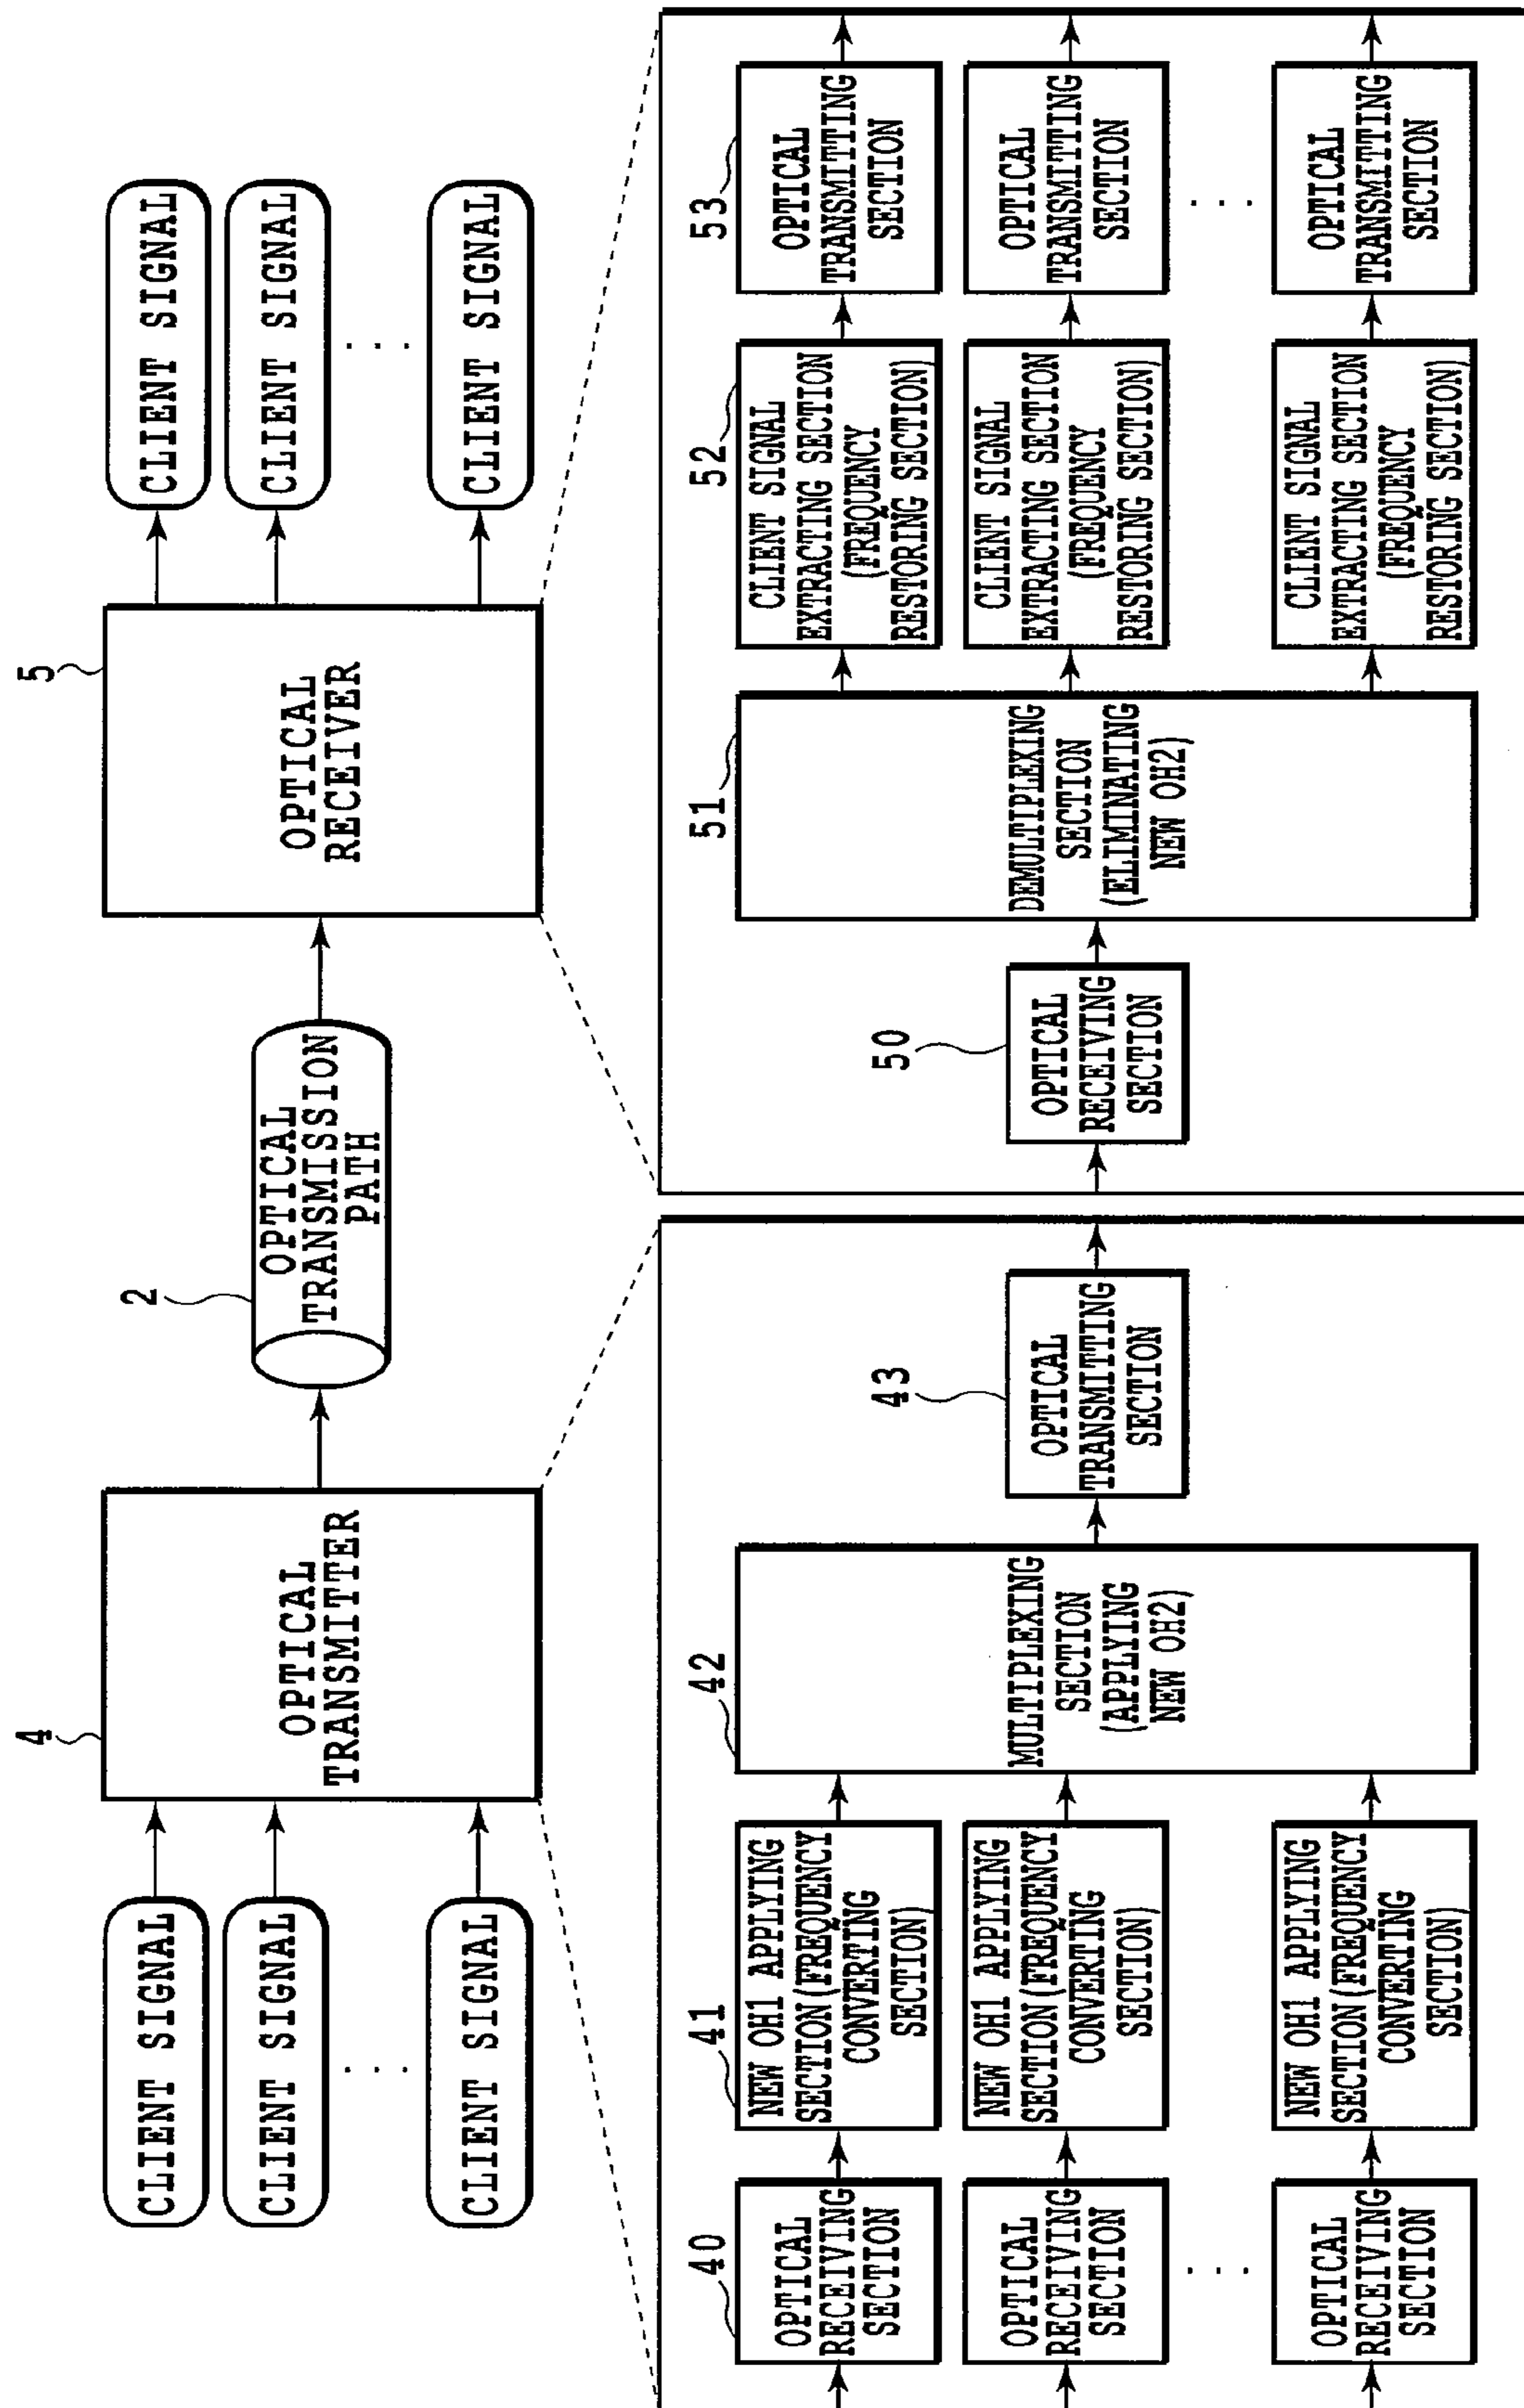 CLIENT SIGNAL
CLIENT SIGNAL
. . .
CLIENT SIGNAL
4
OPTICAL
TRANSMITTER
2
OPTICAL
TRANSMISSION
PATH
5
OPTICAL
RECEIVER
CLIENT SIGNAL
CLIENT SIGNAL
. . .
CLIENT SIGNAL
40
OPTICAL
RECEIVING
SECTION
OPTICAL
RECEIVING
SECTION
. . .
OPTICAL
RECEIVING
SECTION
41
NEW OH1 APPLYING
SECTION(FREQUENCY
CONVERTING
SECTION)
NEW OH1 APPLYING
SECTION(FREQUENCY
CONVERTING
SECTION)
NEW OH1 APPLYING
SECTION(FREQUENCY
CONVERTING
SECTION)
42
MULTIPLEXING
SECTION
(APPLYING
NEW OH2)
43
OPTICAL
TRANSMITTING
SECTION
50
OPTICAL
RECEIVING
SECTION
51
DEMULTIPLEXING
SECTION
(ELIMINATING
NEW OH2)
52
CLIENT SIGNAL
EXTRACTING SECTION
(FREQUENCY
RESTORING SECTION)
CLIENT SIGNAL
EXTRACTING SECTION
(FREQUENCY
RESTORING SECTION)
CLIENT SIGNAL
EXTRACTING SECTION
(FREQUENCY
RESTORING SECTION)
53
OPTICAL
TRANSMITTING
SECTION
OPTICAL
TRANSMITTING
SECTION
. . .
OPTICAL
TRANSMITTING
SECTION